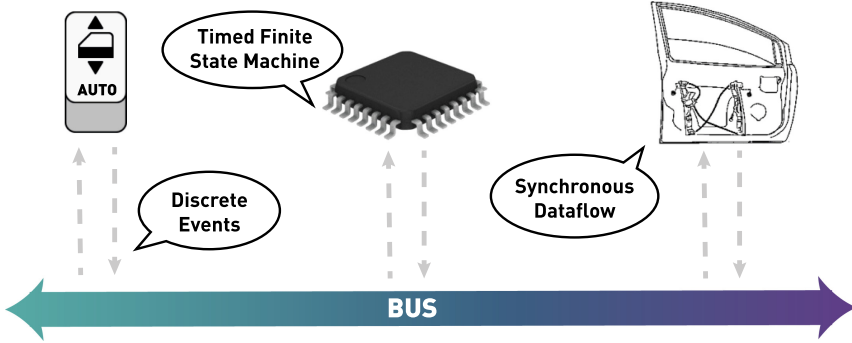 AUTO
Timed Finite
State Machine
Discrete
Events
Synchronous
Dataflow
BUS